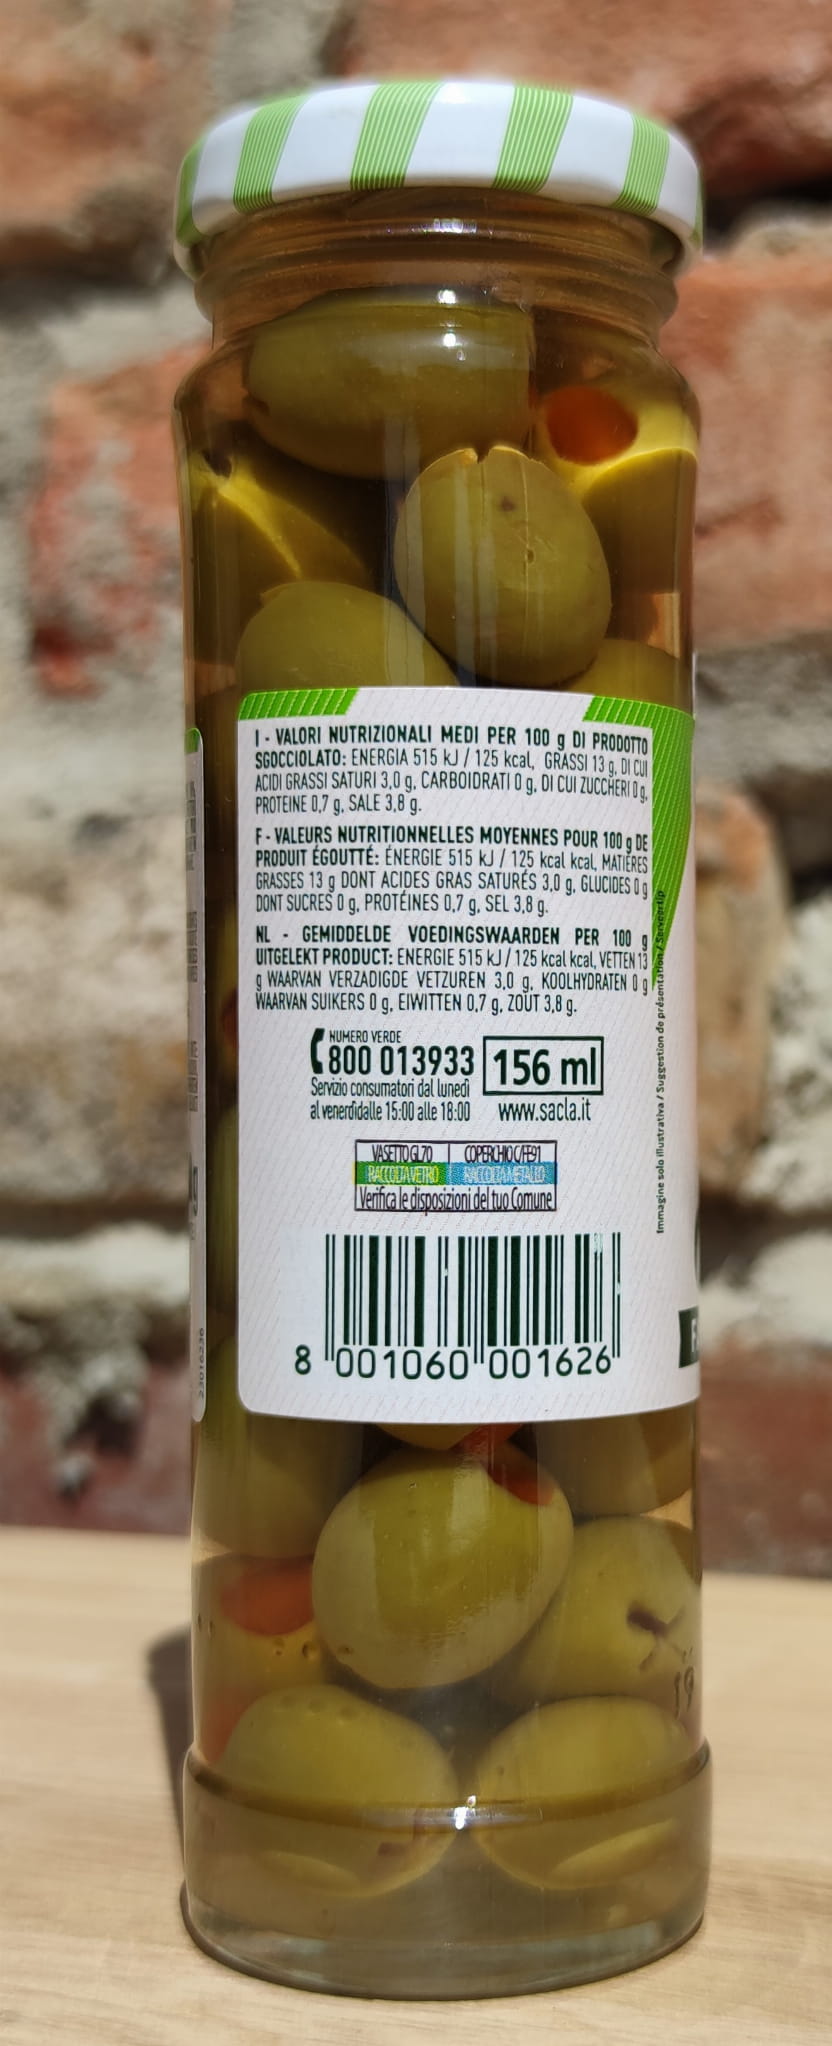 I - VALORI NUTRIZIONALI MEDI PER 100 g DI PRODOTTO
SGOCCIOLATO: ENERGIA 515 kJ / 125 kcal, GRASSI 13 g, DI CUI
ACIDI GRASSI SATURI 3,0 g, CARBOIDRATI 0 g, DI CUI ZUCCHERI 0 g,
PROTEINE 0,7 g, SALE 3,8 g.
F - VALEURS NUTRITIONNELLES MOYENNES POUR 100 g DE
PRODUIT ÉGOUTTÉ: ÉNERGIE 515 kJ / 125 kcal kcal, MATIÈRES
GRASSES 13 g DONT ACIDES GRAS SATURÉS 3,0 g, GLUCIDES 0 g
DONT SUCRES 0 g, PROTÉINES 0,7 g, SEL 3,8 g.
NL - GEMIDDELDE VOEDINGSWAARDEN PER 100 g
UITGELEKT PRODUCT: ENERGIE 515 kJ / 125 kcal kcal, VETTEN 13
g WAARVAN VERZADIGDE VETZUREN 3,0 g, KOOLHYDRATEN 0 g
WAARVAN SUIKERS 0 g, EIWITTEN 0,7 g, ZOUT 3,8 g.
NUMERO VERDE
800 013933
Servizio consumatori dal lunedì
al venerdìdalle 15:00 alle 18:00
156 ml
www.sacla.it
VASETTO GL70 COPERCHIO C/FE91
RACCOLTA VETRO RACCOLTA METALLO
Verifica le disposizioni del tuo Comune
8 001060 001626
Immagine solo illustrativa / Suggestion de présentation / Serveertip
23016236
19